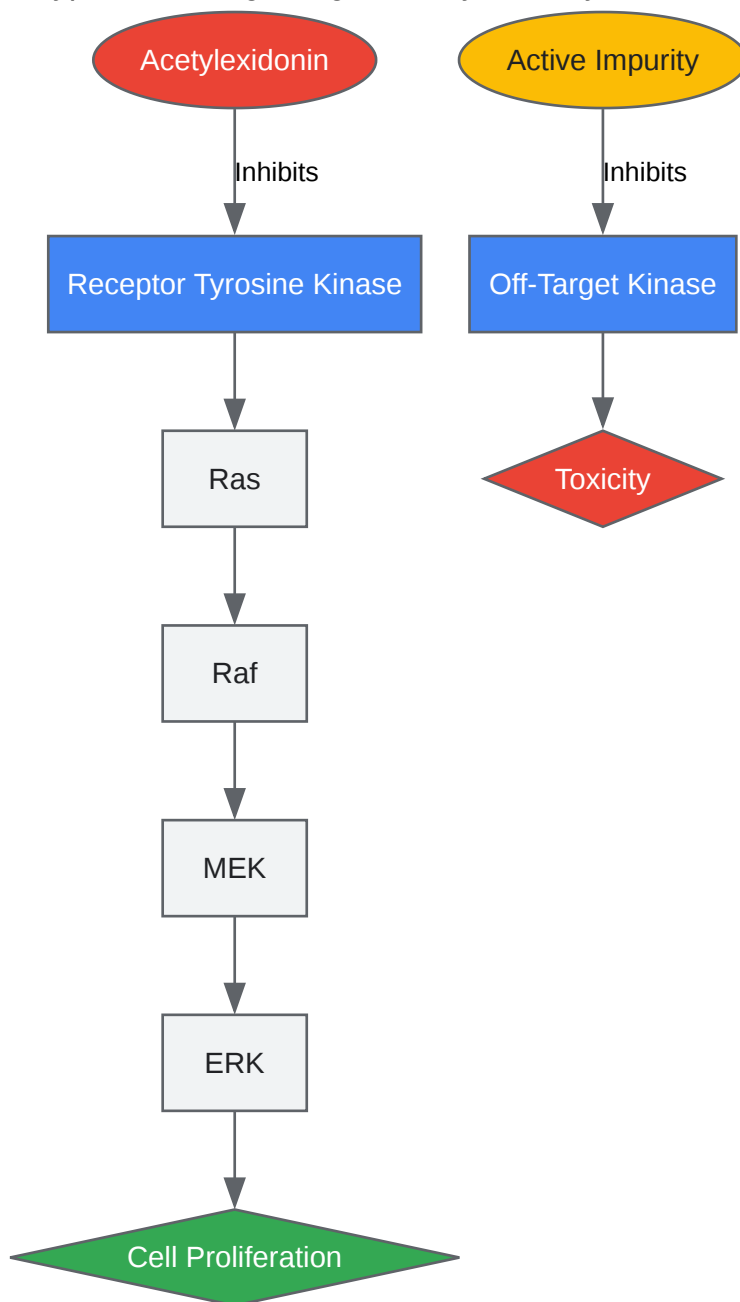 Acetylexidonin
Active Impurity
Inhibits
Inhibits
Receptor Tyrosine Kinase
Off-Target Kinase
Ras
Toxicity
Raf
MEK
ERK
Cell Proliferation